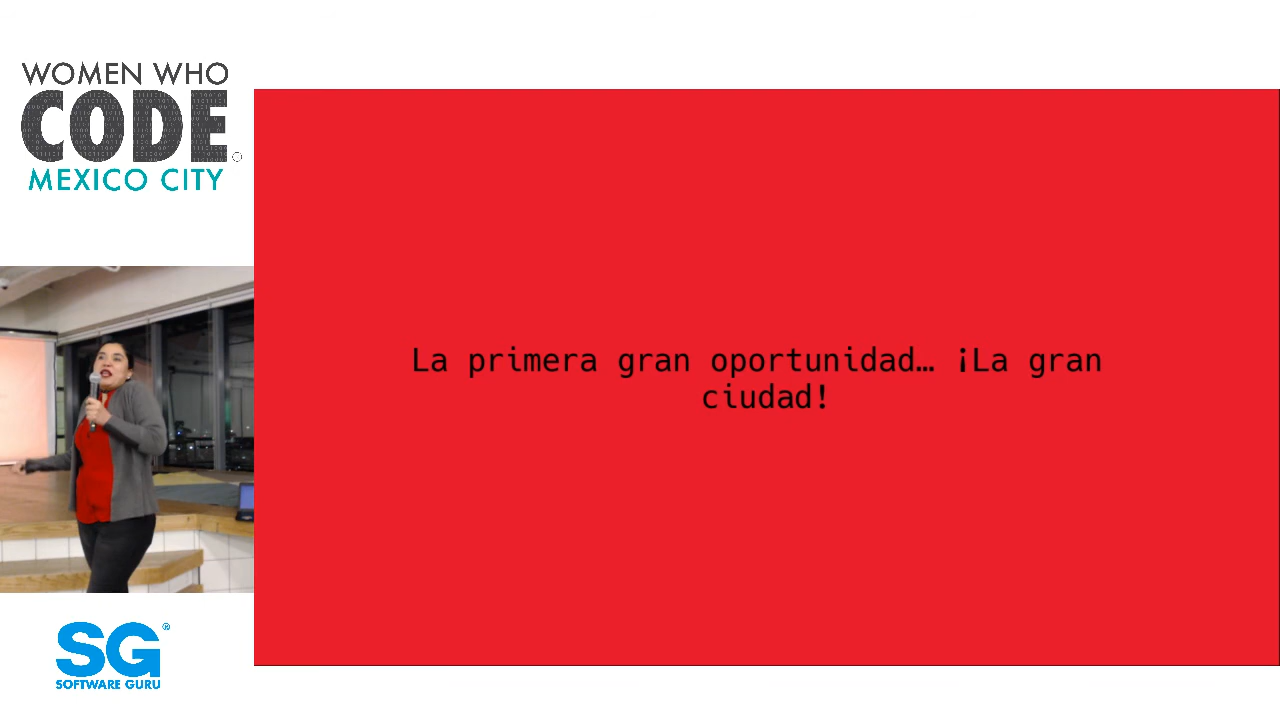 WOMEN WHO
CODE
MEXICO CITY
La primera gran oportunidad… ¡La gran
ciudad!
SG®
SOFTWARE GURU